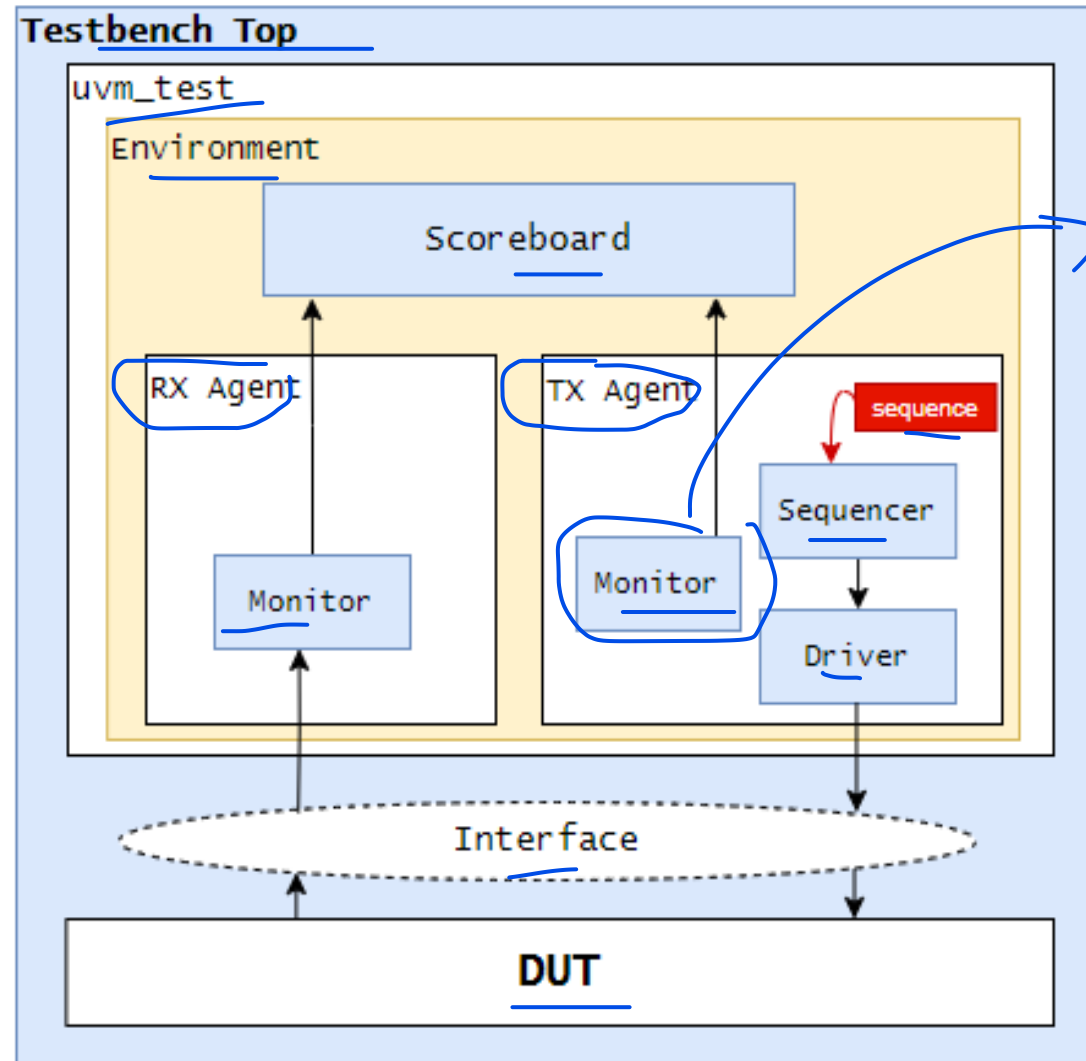 Testbench Top
uvm_test
Environment
Scoreboard
RX Agent
TX Agent
sequence
Sequencer
Monitor
Monitor
Driver
Interface
DUT